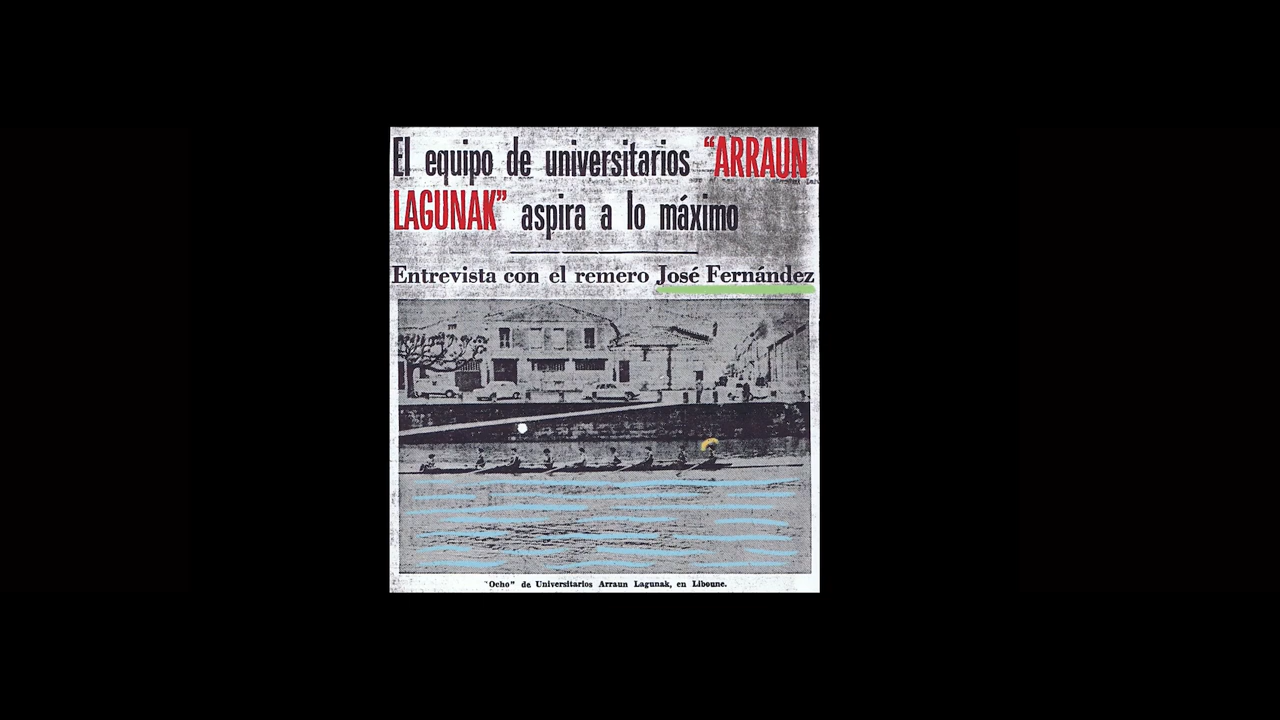 El equipo de universitarios “ARRAUN
LAGUNAK” aspira a lo máximo
Entrevista con el remero José Fernández
"Ocho" de Universitarios Arraun Lagunak, en Liboune.